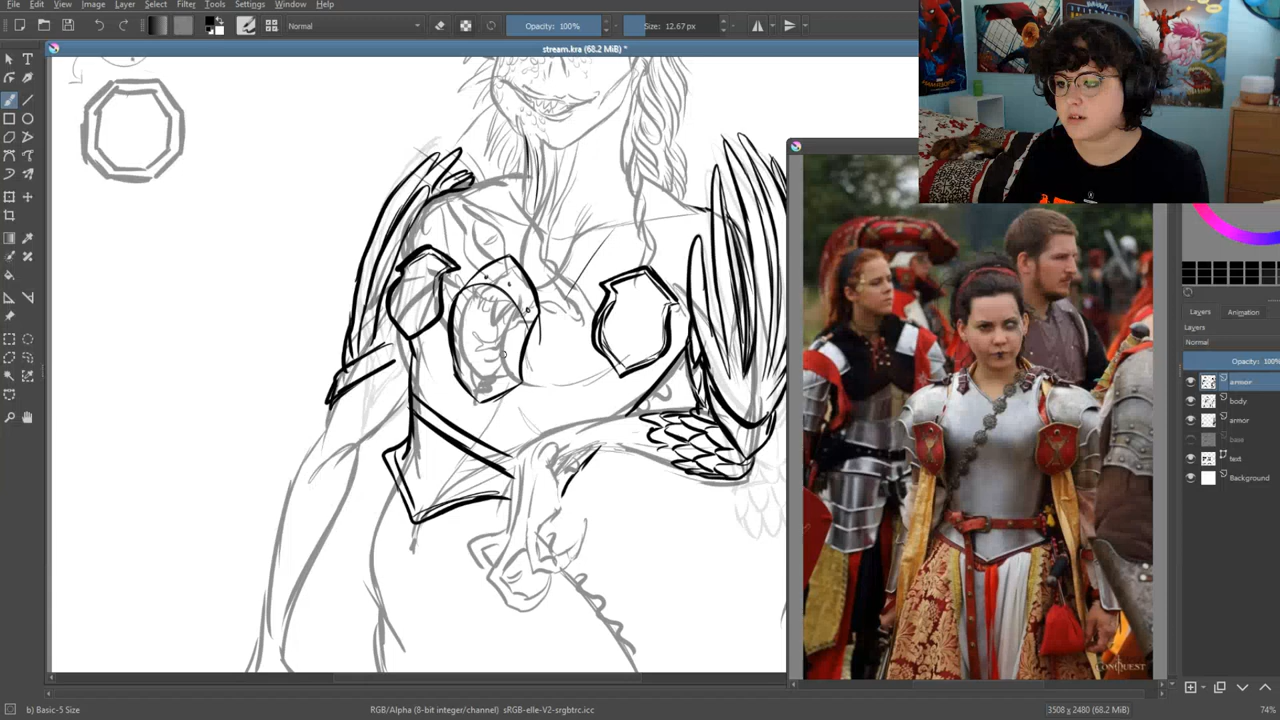 File Edit View Image Layer Select Filter Tools Settings Window Help
Normal
Opacity: 100%
Size: 12.67 px
stream.kra (68.2 MiB) *
Layers Animation
Layers
Normal
Opacity: 100%
armor
body
armor
base
text
Background
CONQUEST
b) Basic-5 Size
RGB/Alpha (8-bit integer/channel) sRGB-elle-V2-srgbtrc.icc
3508 x 2480 (68.2 MiB)
74%